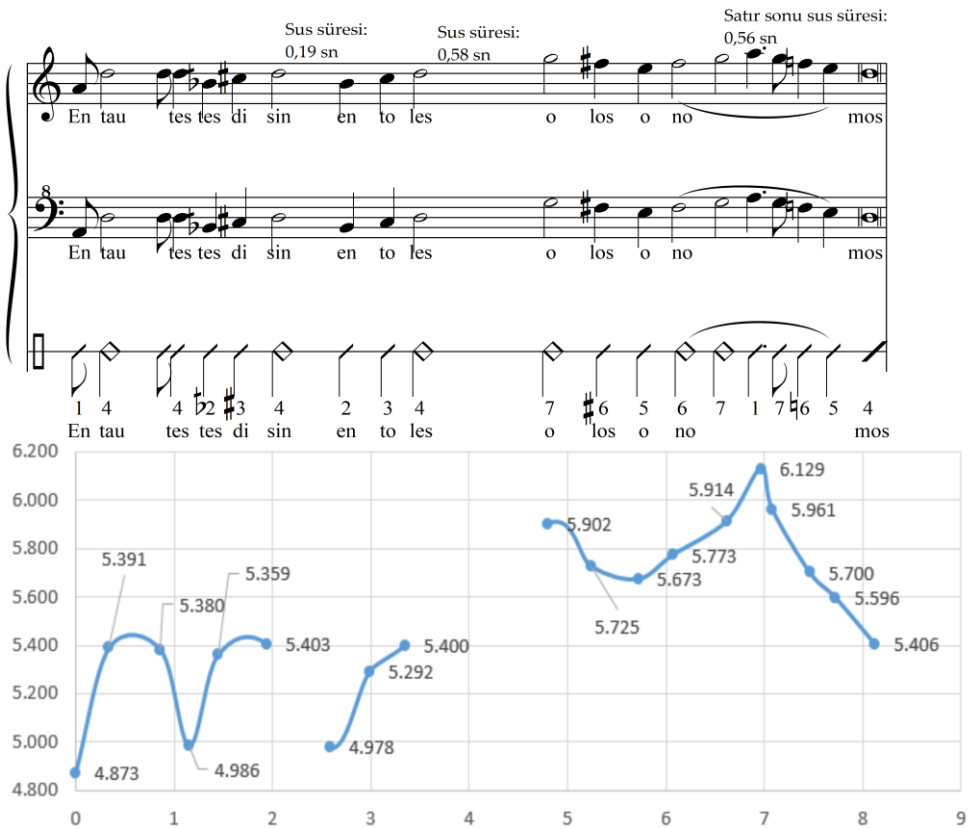 Sus süresi:
0,19 sn
Sus süresi:
0,58 sn
Satır sonu sus süresi:
0,56 sn
En tau tes tes di sin en to les o los o no mos
8
En tau tes tes di sin en to les o los o no mos
1 4 4 ♭2 ♯3 4 2 3 4 7 ♯6 5 6 7 1 7 ♮6 5 4
En tau tes tes di sin en to les o los o no mos
6.200
6.000
5.800
5.600
5.400
5.200
5.000
4.800
4.873
5.391
5.380
4.986
5.359
5.403
4.978
5.292
5.400
5.902
5.725
5.673
5.773
5.914
6.129
5.961
5.700
5.596
5.406
0 1 2 3 4 5 6 7 8 9